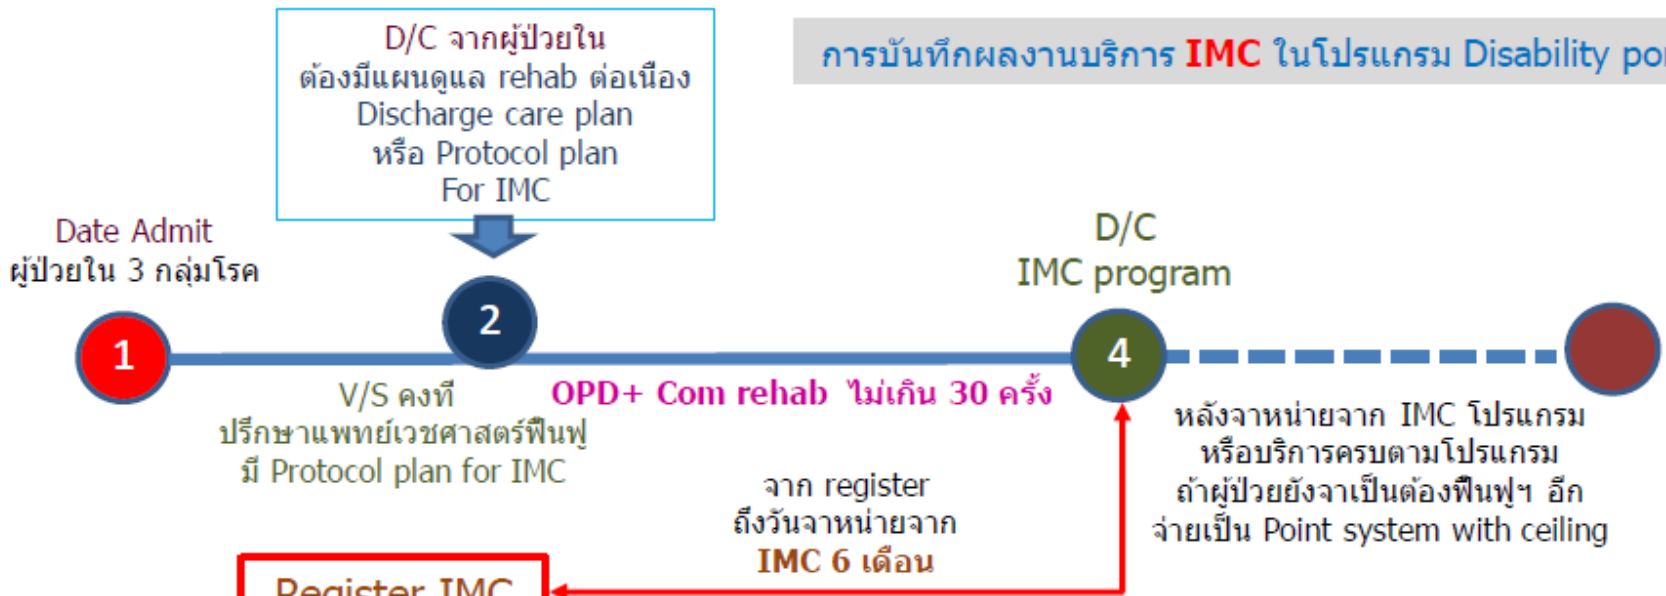 D/C จากผู้ป่วยใน
ต้องมีแผนดูแล rehab ต่อเนื่อง
Discharge care plan
หรือ Protocol plan
For IMC
การบันทึกผลงานบริการ IMC ในโปรแกรม Disability
Date Admit
ผู้ป่วยใน 3 กลุ่มโรค
D/C
IMC program
1
2
4
V/S คงที่
ปรึกษาแพทย์เวชศาสตร์ฟื้นฟู
มี Protocol plan for IMC
OPD+ Com rehab ไม่เกิน 30 ครั้ง
หลังจาหน่ายจาก IMC โปรแกรม
หรือบริการครบตามโปรแกรม
ถ้าผู้ป่วยยังจาเป็นต้องฟื้นฟูฯ อีก
จ่ายเป็น Point system with ceiling
จาก register
ถึงวันจาหน่ายจาก
IMC 6 เดือน
Register IMC